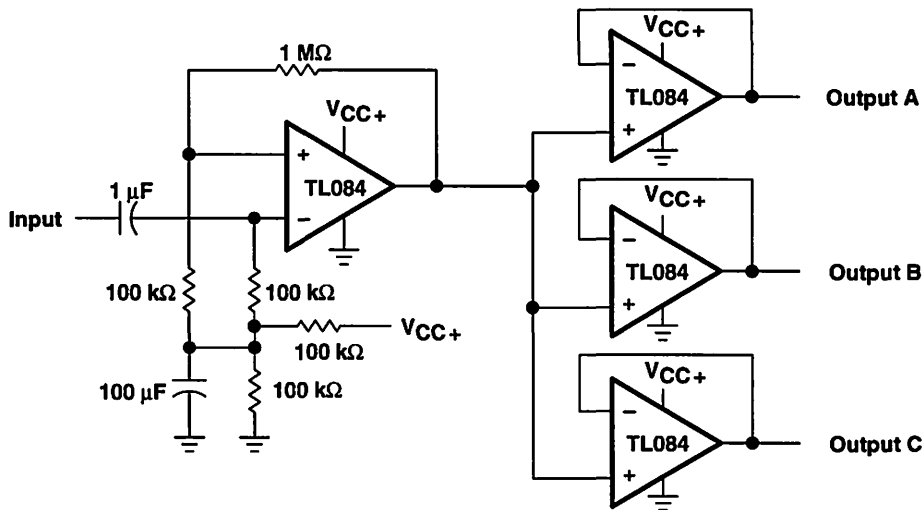 1 MΩ
VCC+
+
TL084
−
1 μF
Input
100 kΩ
100 kΩ
VCC+
100 kΩ
100 μF
100 kΩ
VCC+
−
TL084
+
Output A
VCC+
−
TL084
+
Output B
VCC+
−
TL084
+
Output C